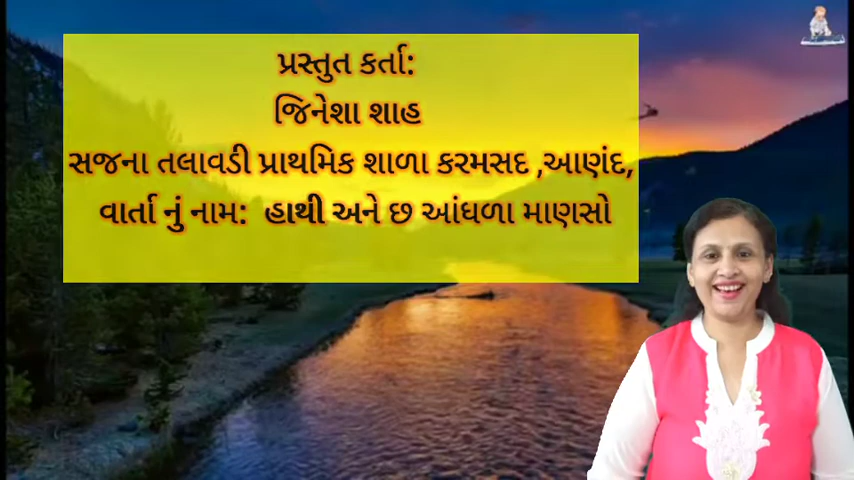 પ્રસ્તુત કર્તા:
જિનેશા શાહ
સજના તલાવડી પ્રાથમિક શાળા કરમસદ ,આણંદ,
વાર્તા નું નામ: હાથી અને છ આંધળા માણસો